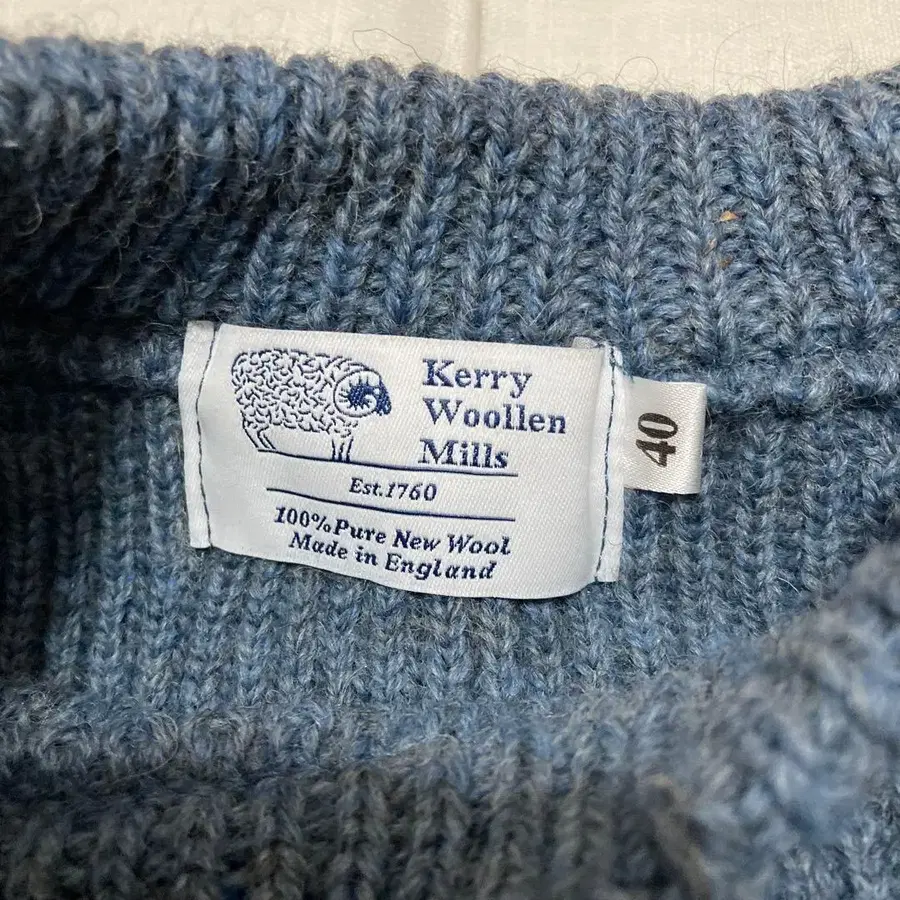 Kerry
Woollen
Mills
Est.1760
100%Pure New Wool
Made in England
40